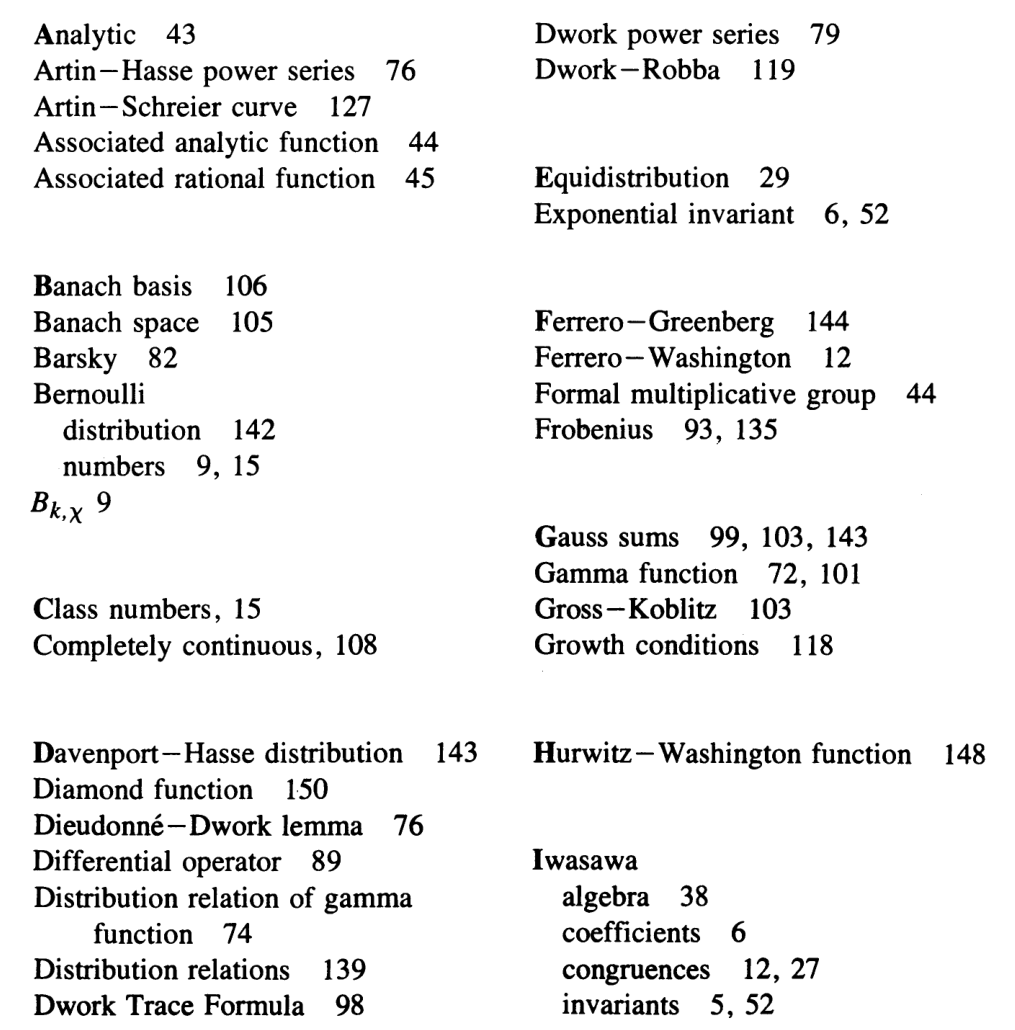 Analytic 43
Artin–Hasse power series 76
Artin–Schreier curve 127
Associated analytic function 44
Associated rational function 45
Banach basis 106
Banach space 105
Barsky 82
Bernoulli
distribution 142
numbers 9, 15
B_{k,χ} 9
Class numbers, 15
Completely continuous, 108
Davenport–Hasse distribution 143
Diamond function 150
Dieudonné–Dwork lemma 76
Differential operator 89
Distribution relation of gamma
function 74
Distribution relations 139
Dwork Trace Formula 98
Dwork power series 79
Dwork–Robba 119
Equidistribution 29
Exponential invariant 6, 52
Ferrero–Greenberg 144
Ferrero–Washington 12
Formal multiplicative group 44
Frobenius 93, 135
Gauss sums 99, 103, 143
Gamma function 72, 101
Gross–Koblitz 103
Growth conditions 118
Hurwitz–Washington function 148
Iwasawa
algebra 38
coefficients 6
congruences 12, 27
invariants 5, 52